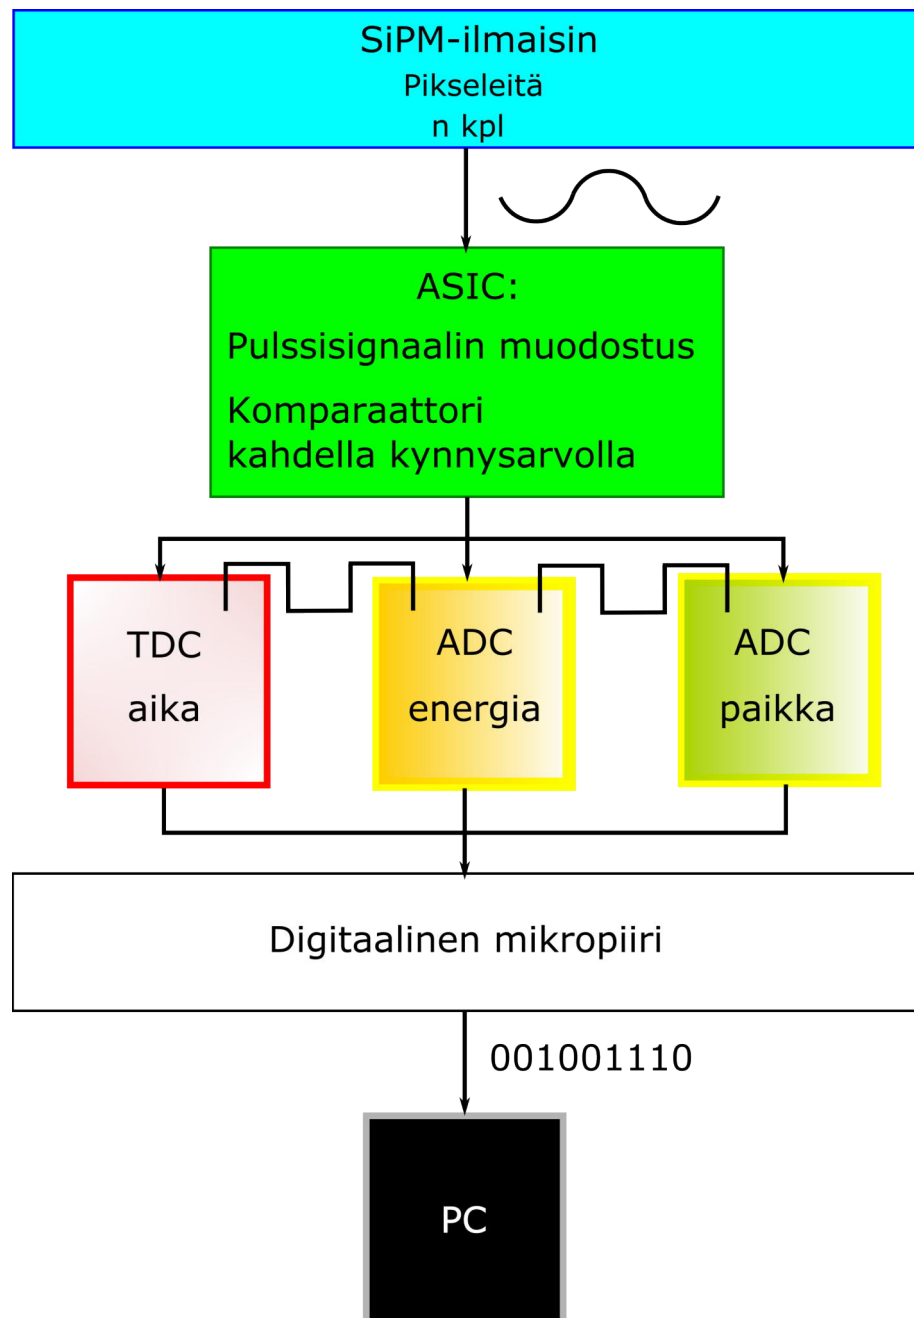 SiPM-ilmaisin
Pikseleitä
n kpl
ASIC:
Pulssisignaalin muodostus
Komparaattori
kahdella kynnysarvolla
TDC
aika
ADC
energia
ADC
paikka
Digitaalinen mikropiiri
001001110
PC